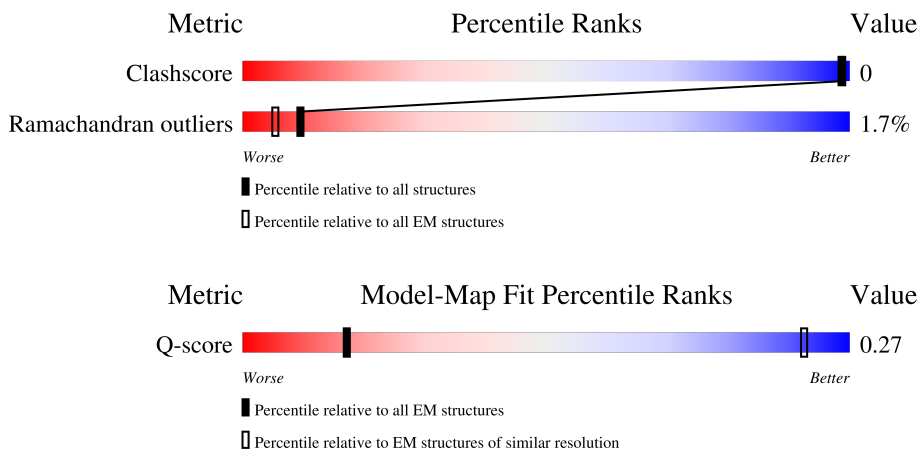 Metric Percentile Ranks Value
Clashscore 0
Ramachandran outliers 1.7%
Worse Better
Percentile relative to all structures
Percentile relative to all EM structures
Metric Model-Map Fit Percentile Ranks Value
Q-score 0.27
Worse Better
Percentile relative to all EM structures
Percentile relative to EM structures of similar resolution